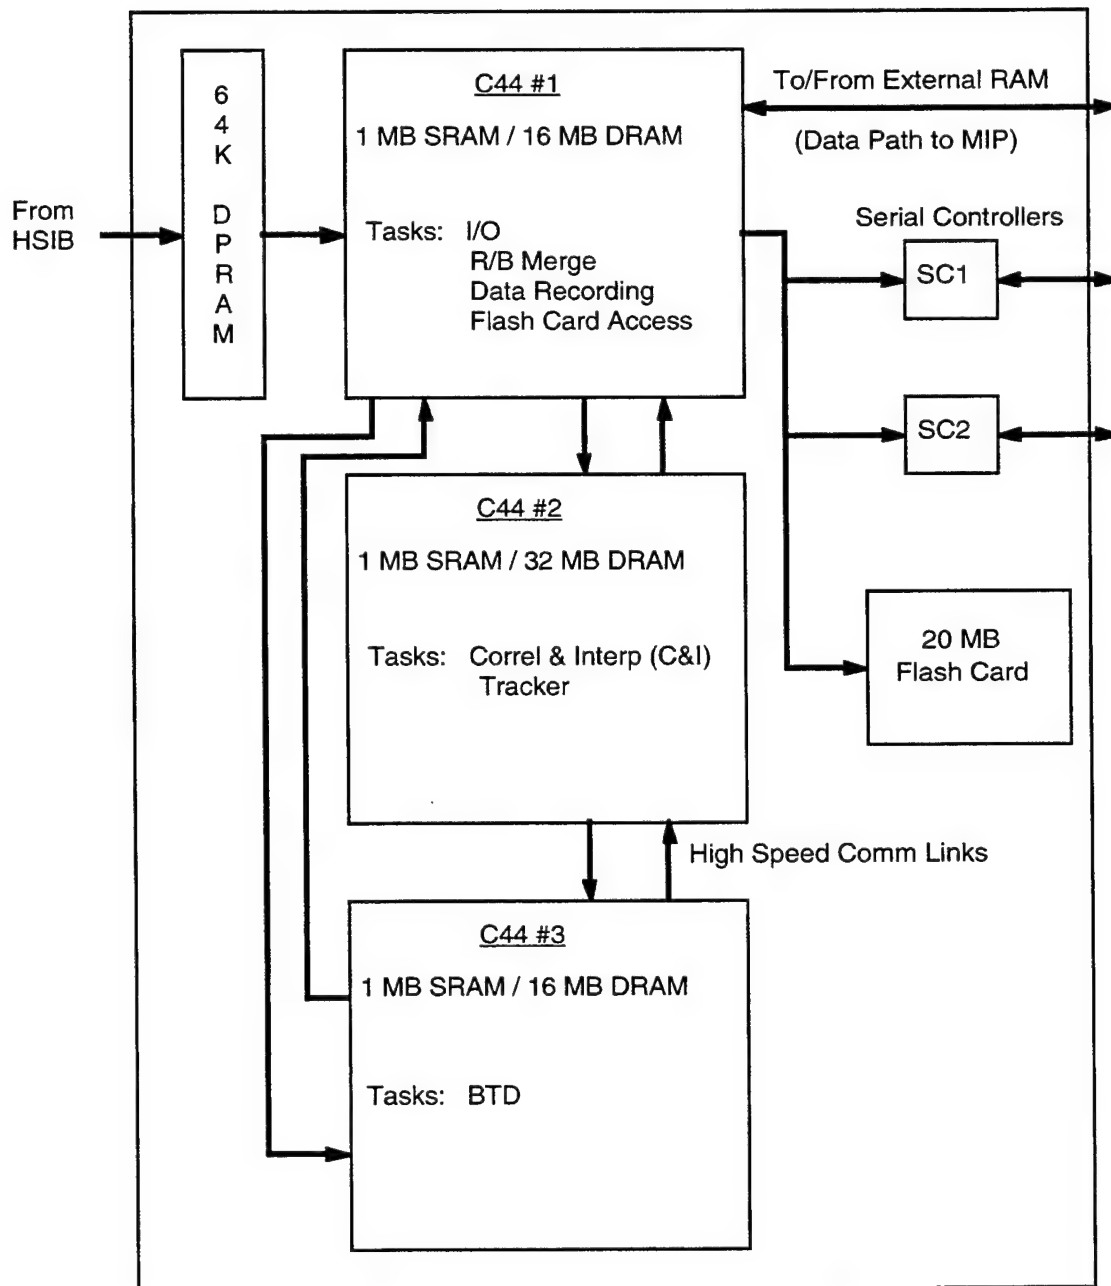 From
HSIB
64K DPRAM
C44 #1
1 MB SRAM / 16 MB DRAM
Tasks: I/O
R/B Merge
Data Recording
Flash Card Access
To/From External RAM
(Data Path to MIP)
Serial Controllers
SC1
SC2
20 MB
Flash Card
C44 #2
1 MB SRAM / 32 MB DRAM
Tasks: Correl & Interp (C&I)
Tracker
High Speed Comm Links
C44 #3
1 MB SRAM / 16 MB DRAM
Tasks: BTD